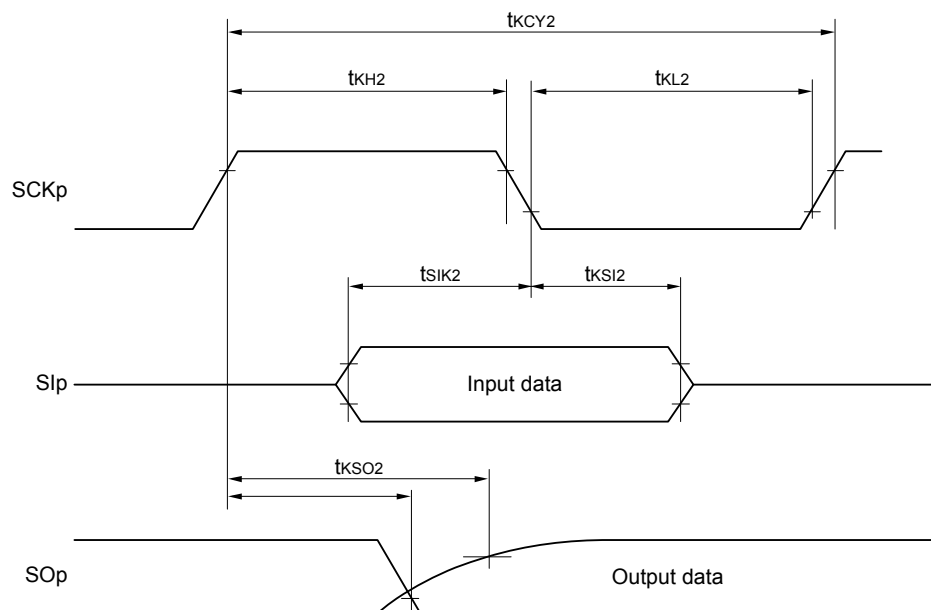 tKCY2
tKH2
tKL2
SCKp
tSIK2
tKSI2
SIp
Input data
tKSO2
SOp
Output data